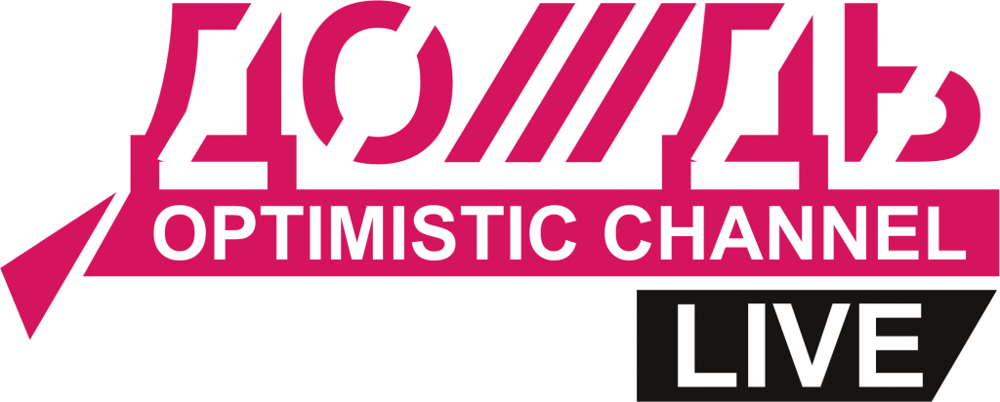 ДОЖДЬ
OPTIMISTIC CHANNEL
LIVE